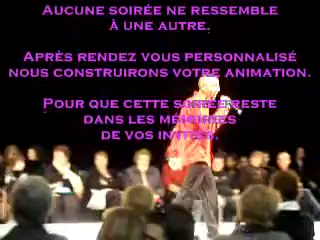 Aucune soirée ne ressemble
à une autre.
Après rendez vous personnalisé
nous construirons votre animation.
Pour que cette soirée reste
dans les mémoires
de vos invités.